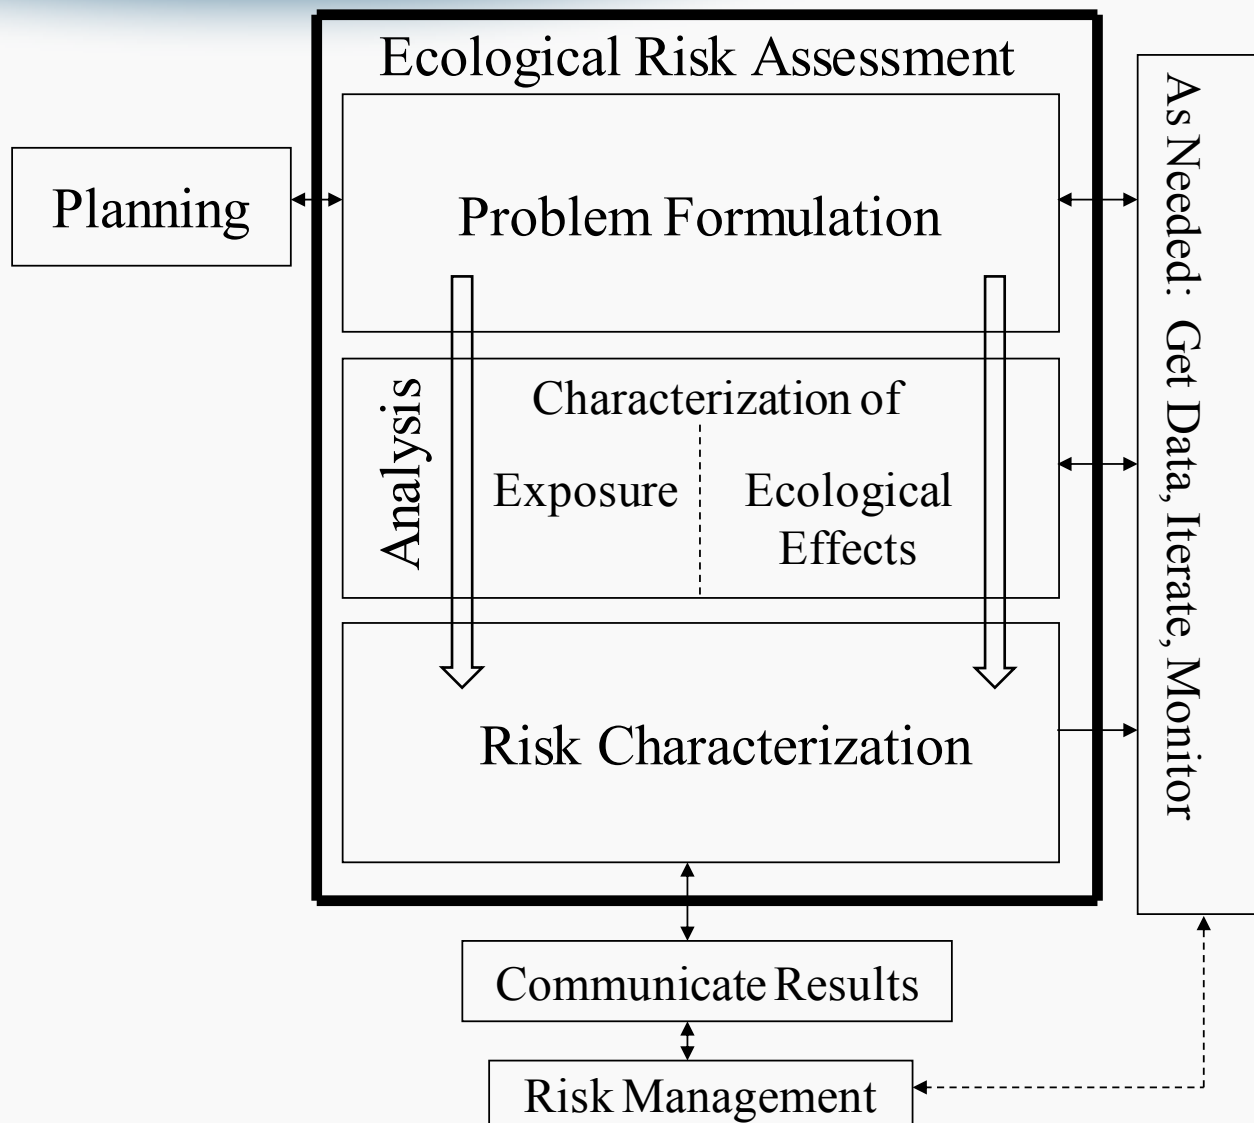 Ecological Risk Assessment
Planning
Problem Formulation
As Needed: Get Data, Iterate, Monitor
Analysis
Characterization of
Exposure
Ecological
Effects
Risk Characterization
Communicate Results
Risk Management